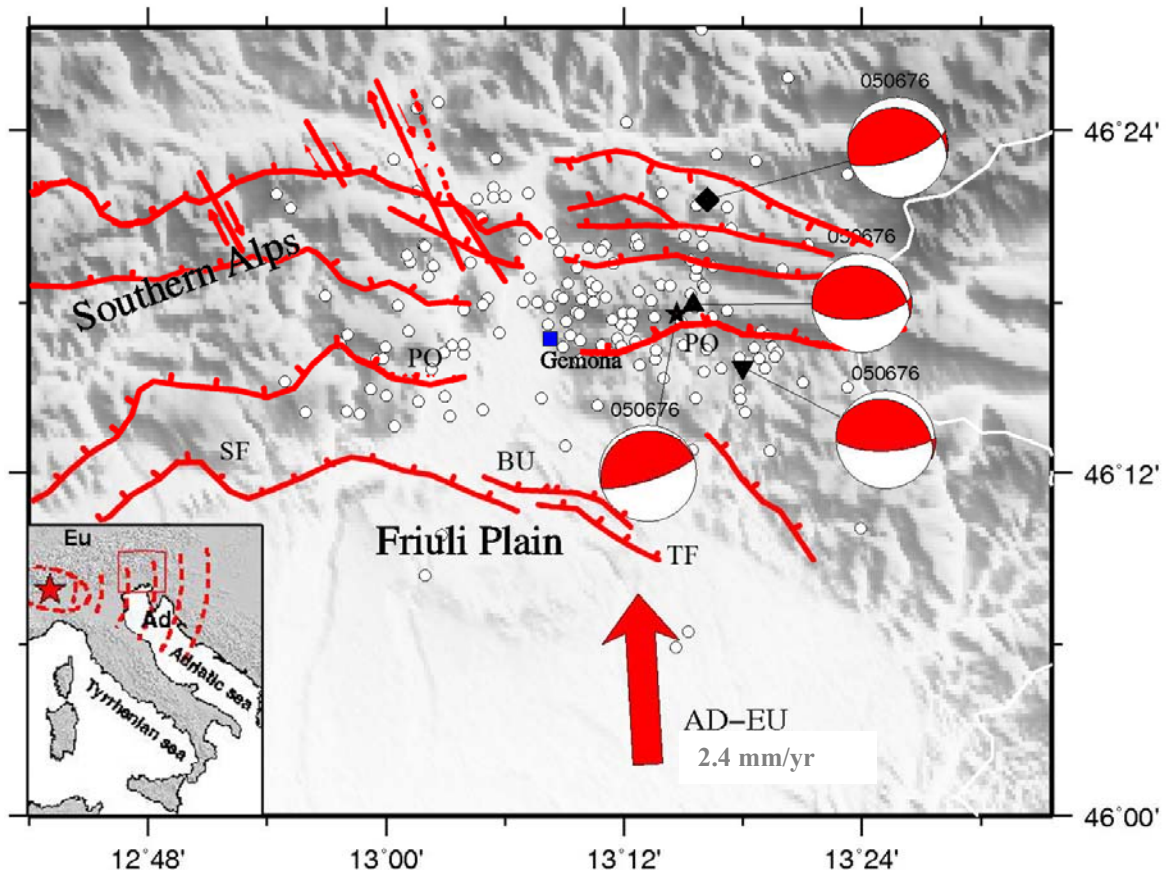 050676
46˚24'
050676
Southern Alps
PO
Gemona
PO
050676
050676
SF
BU
46˚12'
Friuli Plain
TF
Eu
Ad
Adriatic sea
Tyrrhenian sea
AD–EU
2.4 mm/yr
46˚00'
12˚48'
13˚00'
13˚12'
13˚24'